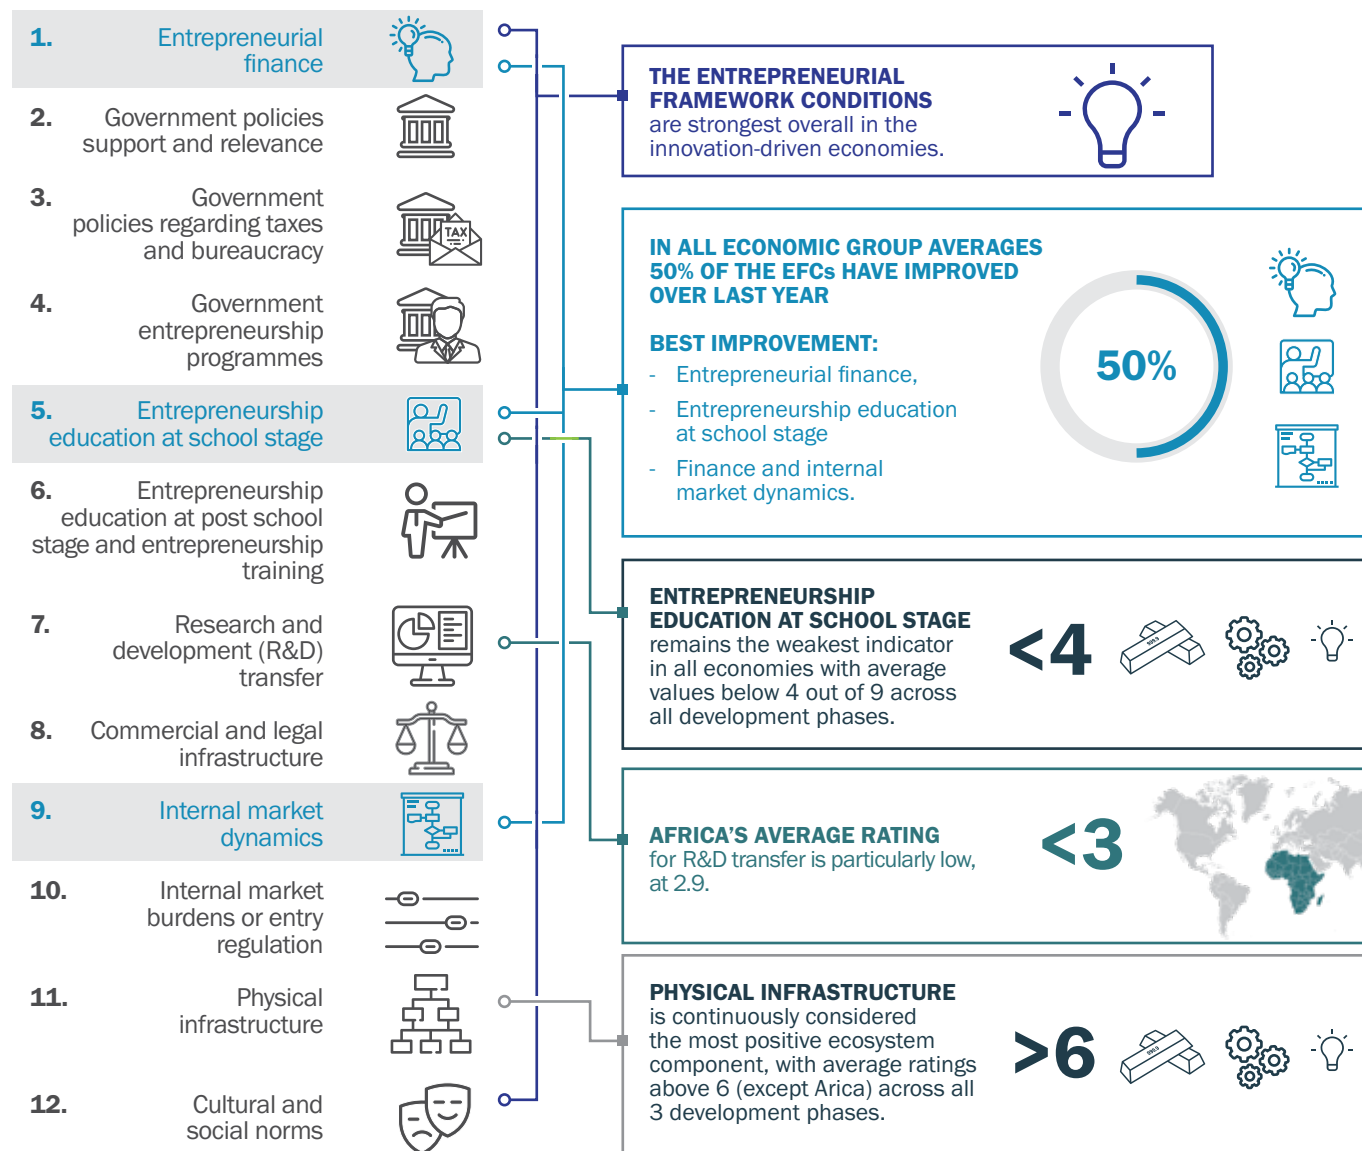 1. Entrepreneurial
finance
2. Government policies
support and relevance
3. Government
policies regarding taxes
and bureaucracy
TAX
4. Government
entrepreneurship
programmes
5. Entrepreneurship
education at school stage
6. Entrepreneurship
education at post school
stage and entrepreneurship
training
7. Research and
development (R&D)
transfer
8. Commercial and legal
infrastructure
9. Internal market
dynamics
10. Internal market
burdens or entry
regulation
11. Physical
infrastructure
12. Cultural and
social norms
THE ENTREPRENEURIAL
FRAMEWORK CONDITIONS
are strongest overall in the
innovation-driven economies.
IN ALL ECONOMIC GROUP AVERAGES
50% OF THE EFCs HAVE IMPROVED
OVER LAST YEAR
BEST IMPROVEMENT:
- Entrepreneurial finance,
- Entrepreneurship education
at school stage
- Finance and internal
market dynamics.
50%
ENTREPRENEURSHIP
EDUCATION AT SCHOOL STAGE
remains the weakest indicator
in all economies with average
values below 4 out of 9 across
all development phases.
<4
AFRICA'S AVERAGE RATING
for R&D transfer is particularly low,
at 2.9.
<3
PHYSICAL INFRASTRUCTURE
is continuously considered
the most positive ecosystem
component, with average ratings
above 6 (except Arica) across all
3 development phases.
>6